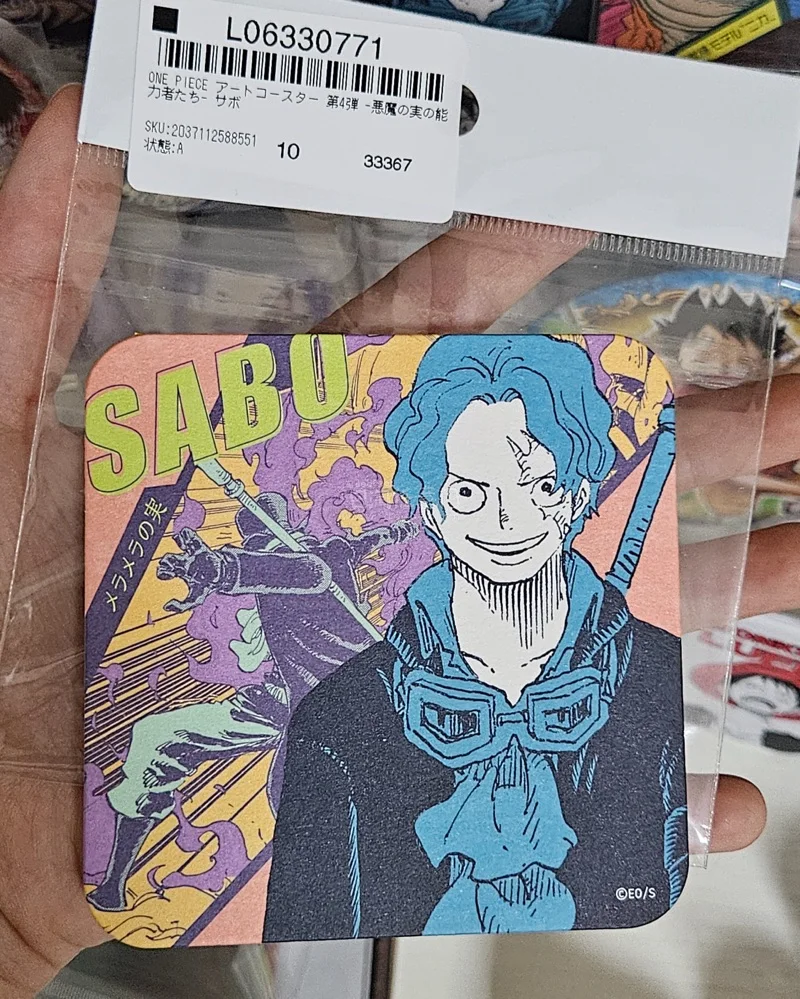 L06330771
ONE PIECE アートコースター 第4弾 -悪魔の実の能
力者たち- サボ
SKU:2037112588551
状態:A
10
33367
SABO
メラメラの実
©EO/S